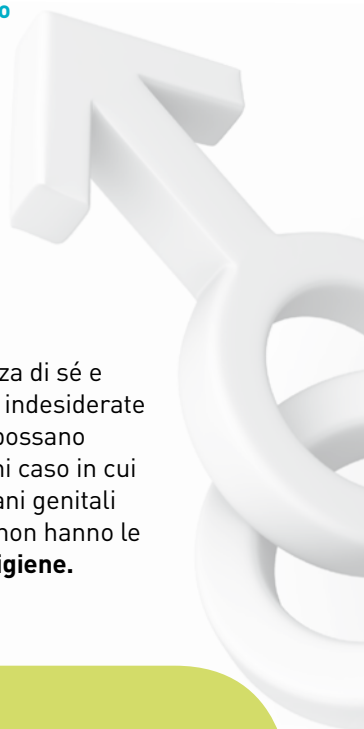 o
za di sé e
indesiderate
possano
ni caso in cui
ani genitali
non hanno le
igiene.